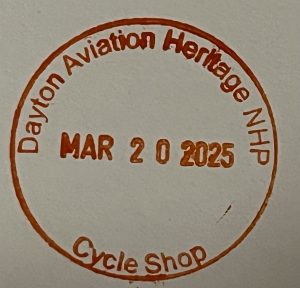 Dayton Aviation Heritage NHP
MAR 20 2025
Cycle Shop